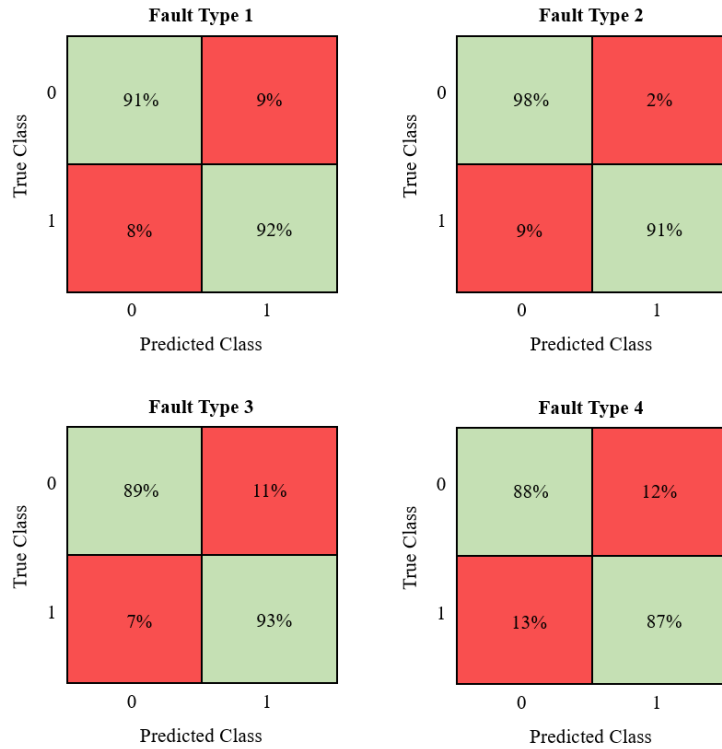 Fault Type 1
True Class
0
91%
9%
1
8%
92%
0
1
Predicted Class
Fault Type 2
True Class
0
98%
2%
1
9%
91%
0
1
Predicted Class
Fault Type 3
True Class
0
89%
11%
1
7%
93%
0
1
Predicted Class
Fault Type 4
True Class
0
88%
12%
1
13%
87%
0
1
Predicted Class